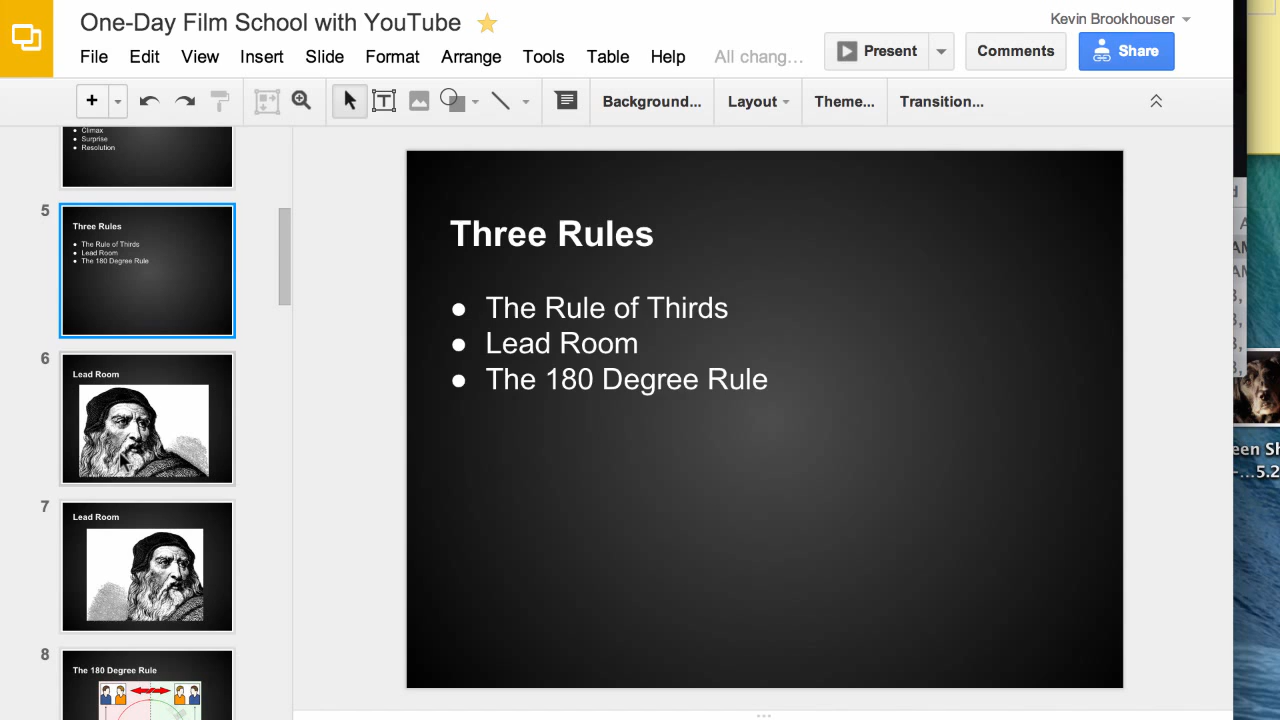 One-Day Film School with YouTube
Kevin Brookhouser
File Edit View Insert Slide Format Arrange Tools Table Help All chang...
Present
Comments
Share
Background...
Layout
Theme...
Transition...
● Climax
● Surprise
● Resolution
5
Three Rules
● The Rule of Thirds
● Lead Room
● The 180 Degree Rule
6
Lead Room
7
Lead Room
8
The 180 Degree Rule
Three Rules
● The Rule of Thirds
● Lead Room
● The 180 Degree Rule
...5.2